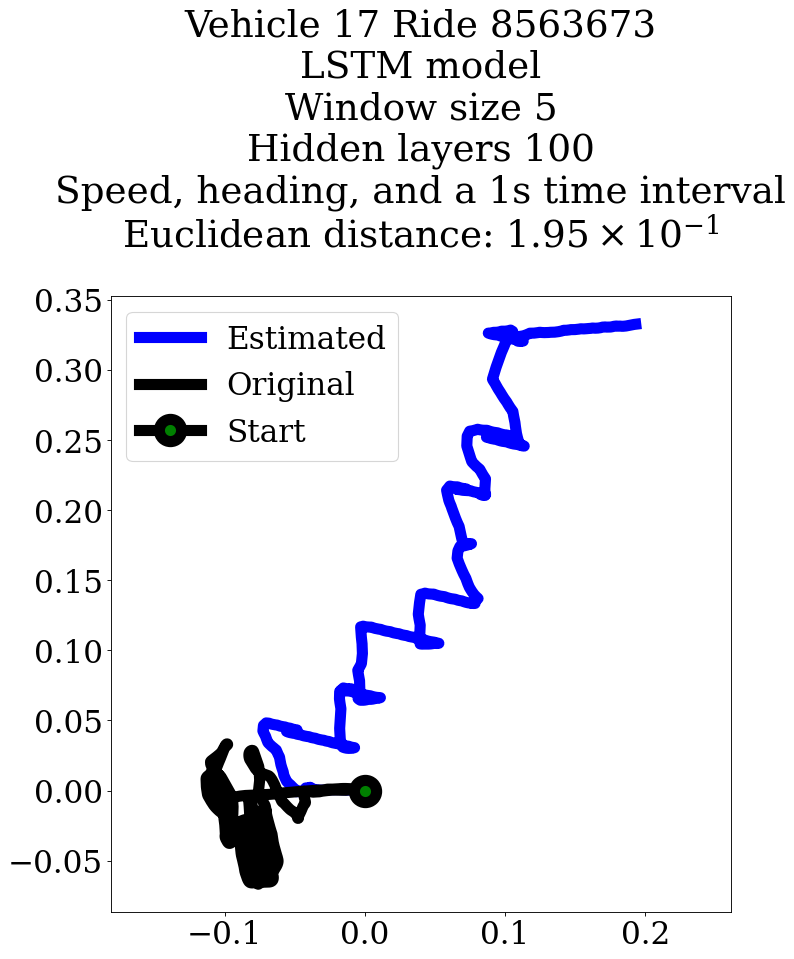 Vehicle 17 Ride 8563673
LSTM model
Window size 5
Hidden layers 100
Speed, heading, and a 1s time interval
Euclidean distance: 1.95 × 10⁻¹
Estimated
Original
Start
0.35
0.30
0.25
0.20
0.15
0.10
0.05
0.00
−0.05
−0.1 0.0 0.1 0.2